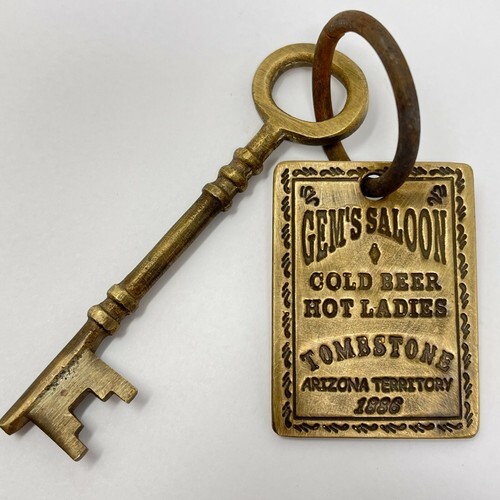 GEM'S SALOON
COLD BEER
HOT LADIES
TOMBSTONE
ARIZONA TERRITORY
1886